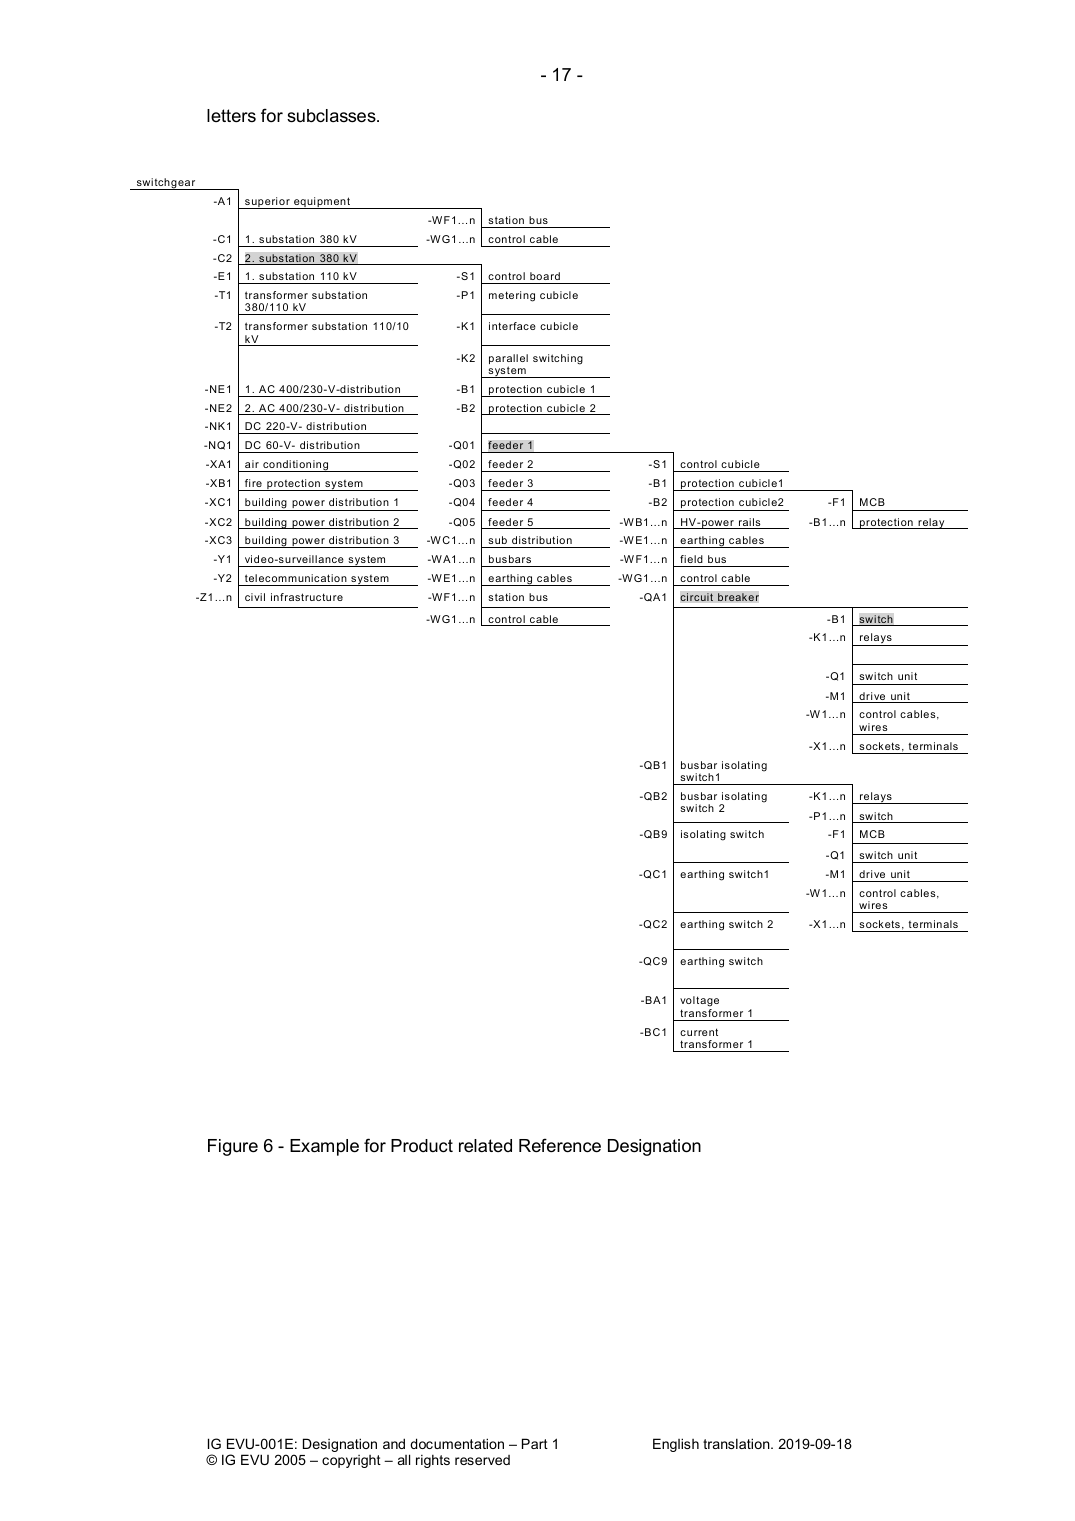 - 17 -
letters for subclasses.
switchgear
-A1 superior equipment
-WF1...n station bus
-C1 1. substation 380 kV -WG1...n control cable
-C2 2. substation 380 kV
-E1 1. substation 110 kV -S1 control board
-T1 transformer substation -P1 metering cubicle
380/110 kV
-T2 transformer substation 110/10 -K1 interface cubicle
kV
-K2 parallel switching
system
-NE1 1. AC 400/230-V-distribution -B1 protection cubicle 1
-NE2 2. AC 400/230-V- distribution -B2 protection cubicle 2
-NK1 DC 220-V- distribution
-NQ1 DC 60-V- distribution -Q01 feeder 1
-XA1 air conditioning -Q02 feeder 2 -S1 control cubicle
-XB1 fire protection system -Q03 feeder 3 -B1 protection cubicle1
-XC1 building power distribution 1 -Q04 feeder 4 -B2 protection cubicle2 -F1 MCB
-XC2 building power distribution 2 -Q05 feeder 5 -WB1...n HV-power rails -B1...n protection relay
-XC3 building power distribution 3 -WC1...n sub distribution -WE1...n earthing cables
-Y1 video-surveillance system -WA1...n busbars -WF1...n field bus
-Y2 telecommunication system -WE1...n earthing cables -WG1...n control cable
-Z1...n civil infrastructure -WF1...n station bus -QA1 circuit breaker
-WG1...n control cable -B1 switch
-K1...n relays
-Q1 switch unit
-M1 drive unit
-W1...n control cables,
wires
-X1...n sockets, terminals
-QB1 busbar isolating
switch1
-QB2 busbar isolating -K1...n relays
switch 2
-P1...n switch
-QB9 isolating switch -F1 MCB
-Q1 switch unit
-QC1 earthing switch1 -M1 drive unit
-W1...n control cables,
wires
-QC2 earthing switch 2 -X1...n sockets, terminals
-QC9 earthing switch
-BA1 voltage
transformer 1
-BC1 current
transformer 1
Figure 6 - Example for Product related Reference Designation
IG EVU-001E: Designation and documentation – Part 1 English translation. 2019-09-18
© IG EVU 2005 – copyright – all rights reserved